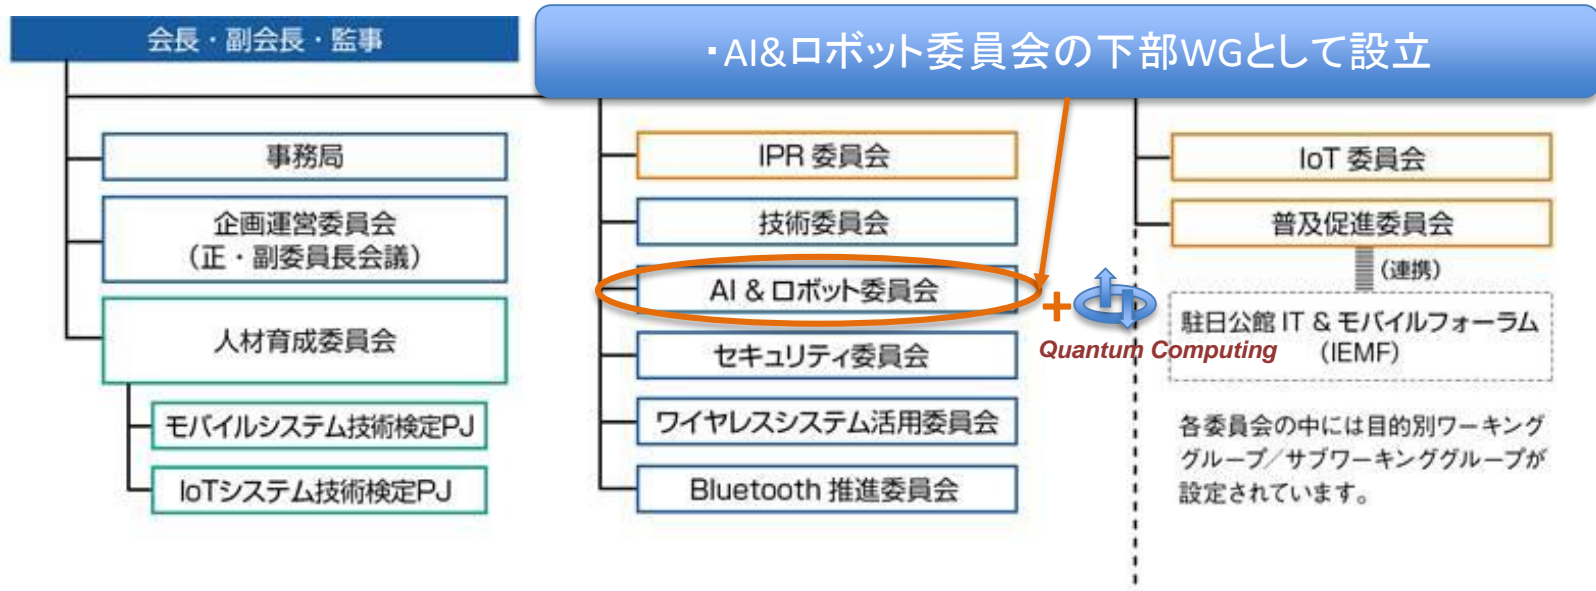 会長・副会長・監事
・AI&ロボット委員会の下部WGとして設立
事務局
企画運営委員会
(正・副委員長会議)
人材育成委員会
モバイルシステム技術検定PJ
IoTシステム技術検定PJ
IPR 委員会
技術委員会
AI & ロボット委員会
セキュリティ委員会
ワイヤレスシステム活用委員会
Bluetooth 推進委員会
+
Quantum Computing
IoT 委員会
普及促進委員会
(連携)
駐日公館 IT & モバイルフォーラム
(IEMF)
各委員会の中には目的別ワーキング
グループ/サブワーキンググループが
設定されています。